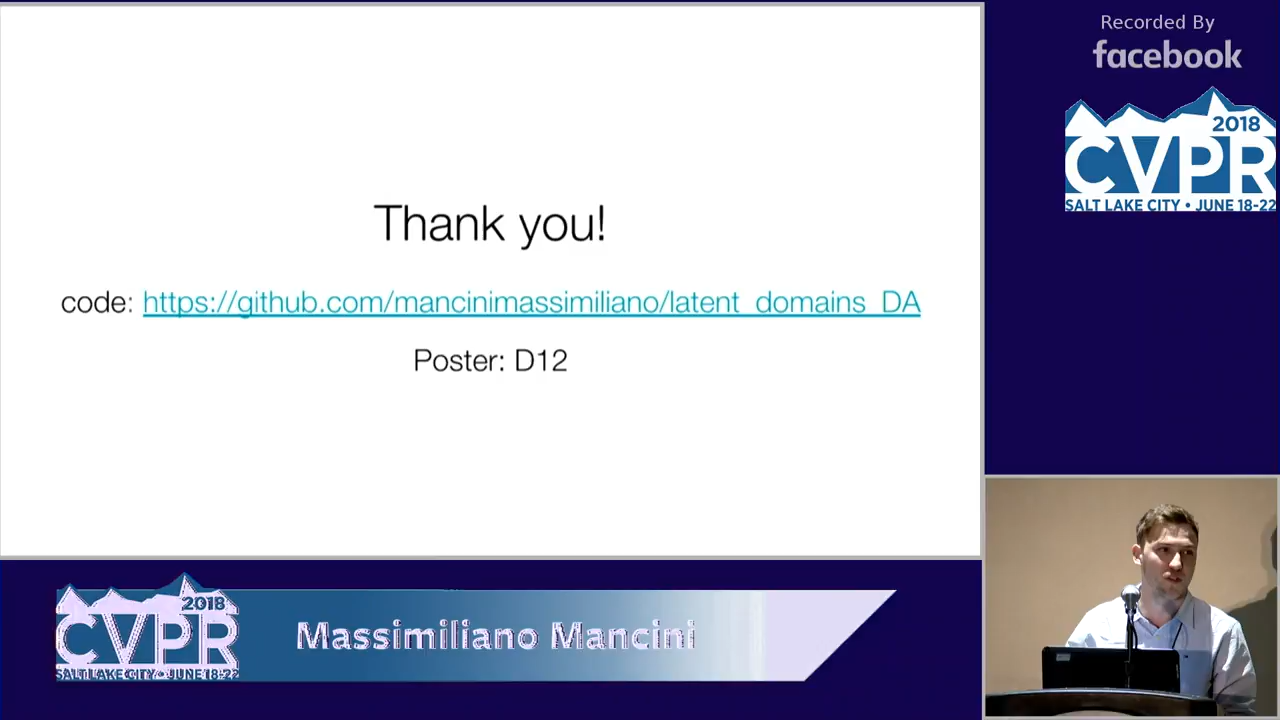 Thank you!
code: https://github.com/mancinimassimiliano/latent_domains_DA
Poster: D12
Recorded By
facebook
2018
CVPR
SALT LAKE CITY • JUNE 18-22
2018
CVPR
SALT LAKE CITY • JUNE 18-22
Massimiliano Mancini